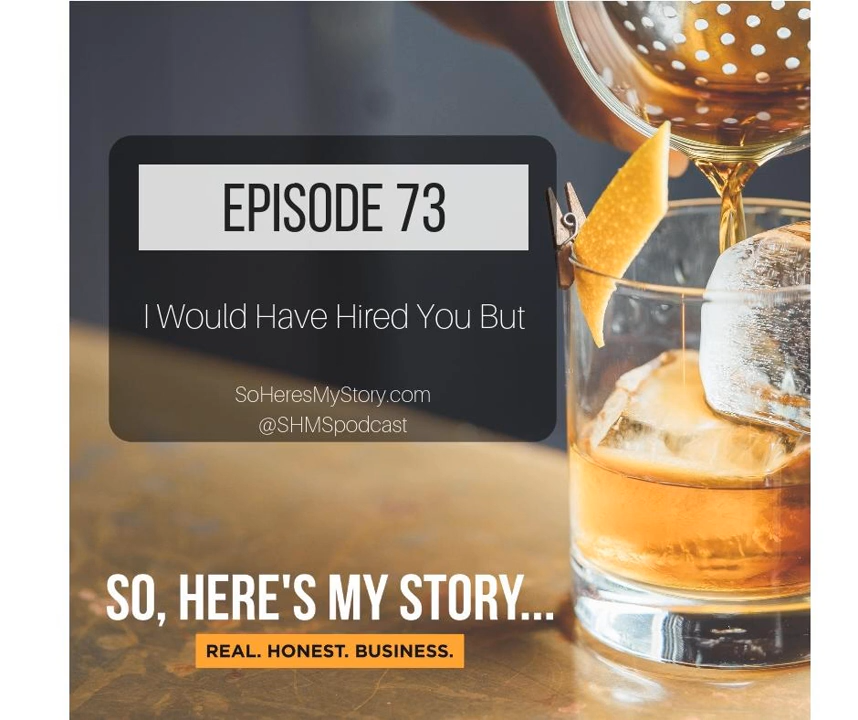 EPISODE 73
I Would Have Hired You But
SoHeresMyStory.com
@SHMSpodcast
SO, HERE'S MY STORY...
REAL. HONEST. BUSINESS.